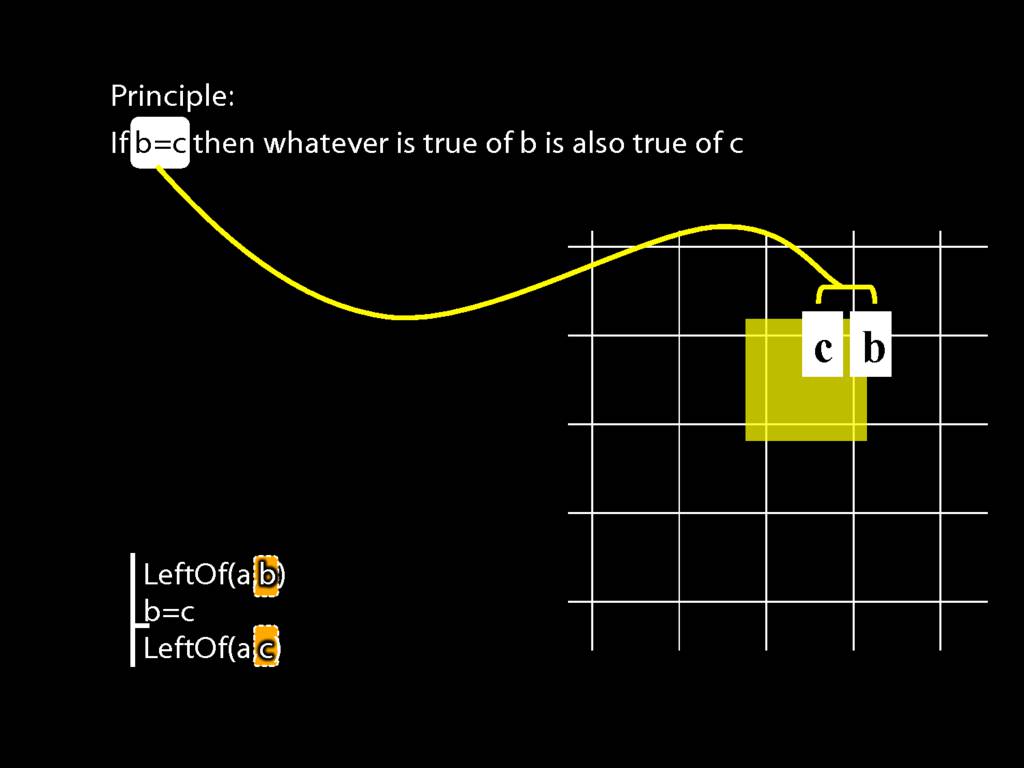 Principle:
If b=c then whatever is true of b is also true of c
c b
LeftOf(a b)
b=c
LeftOf(a c)